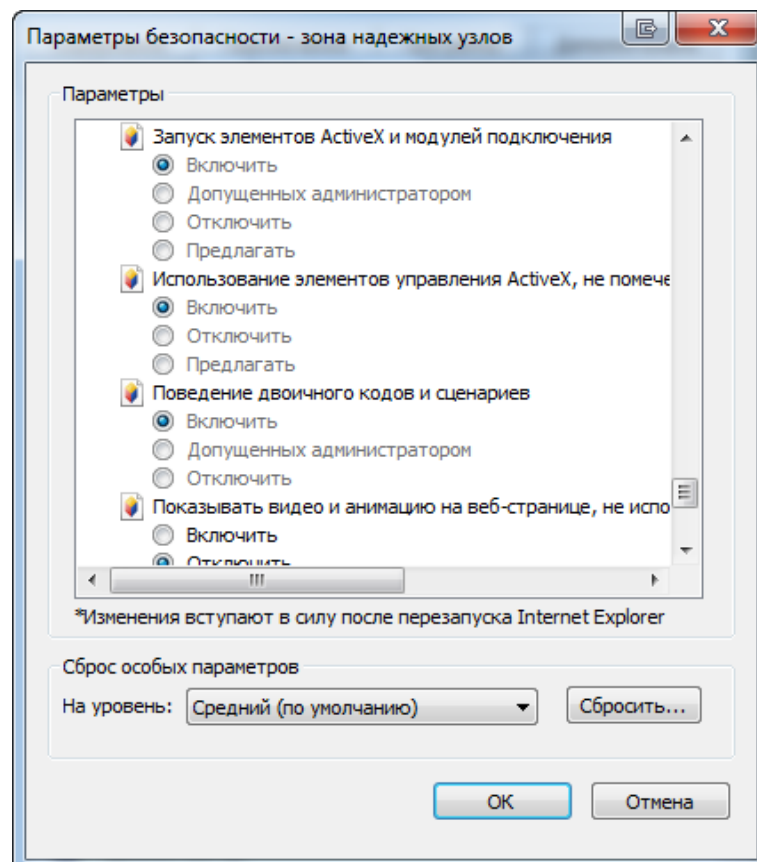 Параметры безопасности - зона надежных узлов
Параметры
Запуск элементов ActiveX и модулей подключения
Включить
Допущенных администратором
Отключить
Предлагать
Использование элементов управления ActiveX, не помече
Включить
Отключить
Предлагать
Поведение двоичного кодов и сценариев
Включить
Допущенных администратором
Отключить
Показывать видео и анимацию на веб-странице, не испо
Включить
Отключить
*Изменения вступают в силу после перезапуска Internet Explorer
Сброс особых параметров
На уровень: Средний (по умолчанию) Сбросить...
ОК Отмена